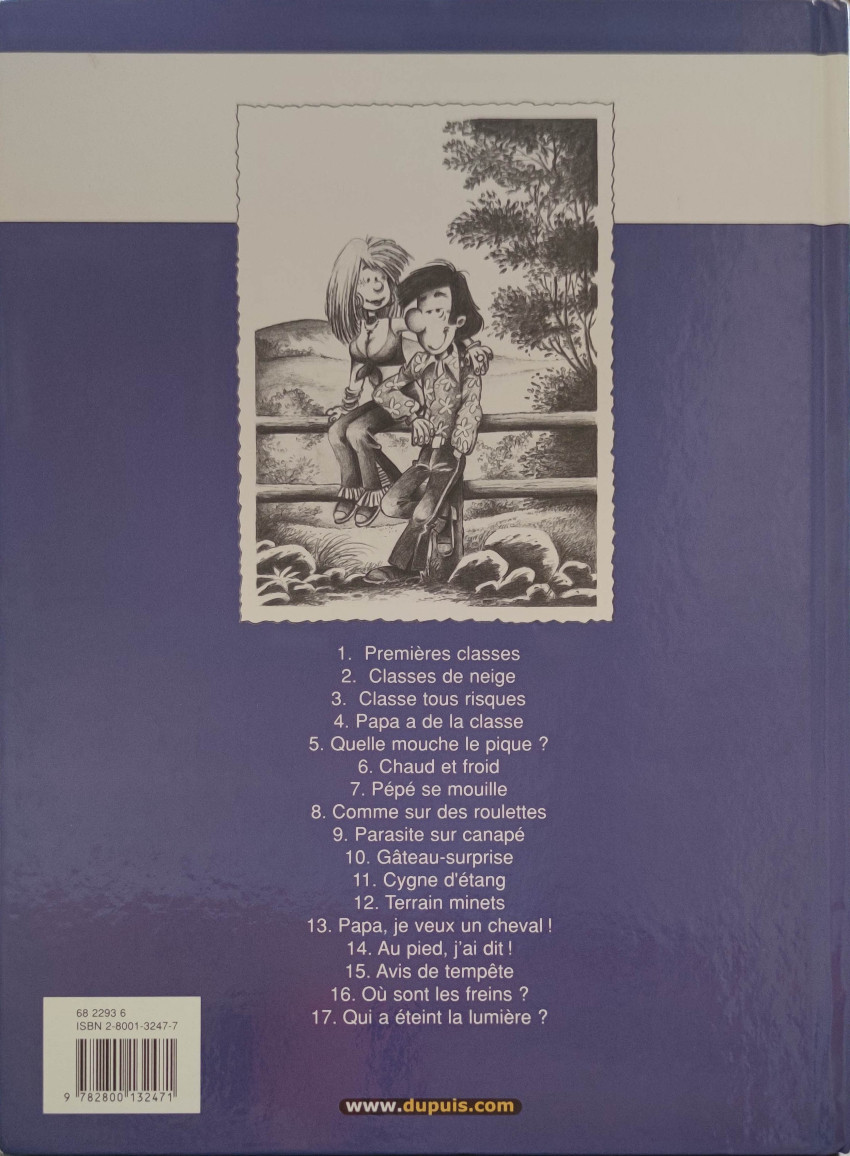 1. Premières classes
2. Classes de neige
3. Classe tous risques
4. Papa a de la classe
5. Quelle mouche le pique ?
6. Chaud et froid
7. Pépé se mouille
8. Comme sur des roulettes
9. Parasite sur canapé
10. Gâteau-surprise
11. Cygne d'étang
12. Terrain minets
13. Papa, je veux un cheval !
14. Au pied, j'ai dit !
15. Avis de tempête
16. Où sont les freins ?
17. Qui a éteint la lumière ?
68 2293 6
ISBN 2-8001-3247-7
9 782800 132471
www.dupuis.com